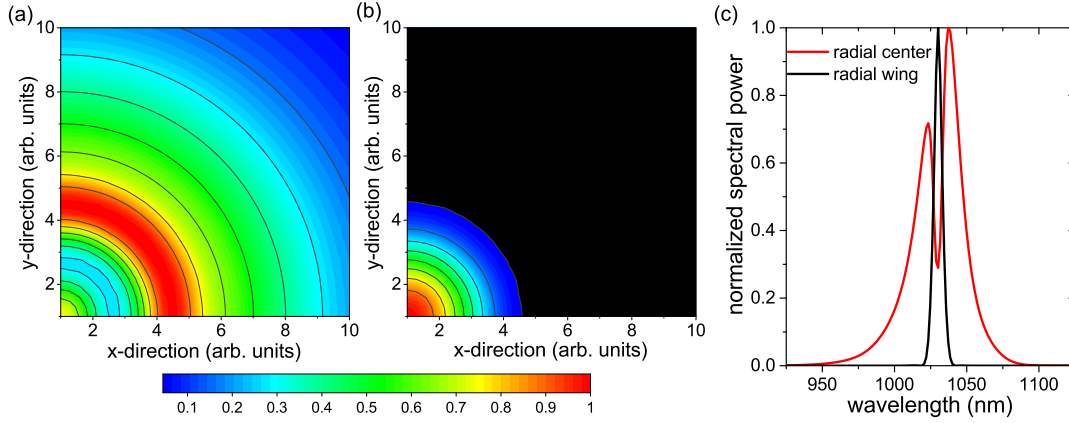 (a)
10
8
6
4
2
y-direction (arb. units)
2 4 6 8 10
x-direction (arb. units)
(b)
10
8
6
4
2
y-direction (arb. units)
2 4 6 8 10
x-direction (arb. units)
0.1 0.2 0.3 0.4 0.5 0.6 0.7 0.8 0.9 1
(c)
1.0
0.8
0.6
0.4
0.2
0.0
normalized spectral power
radial center
radial wing
950 1000 1050 1100
wavelength (nm)